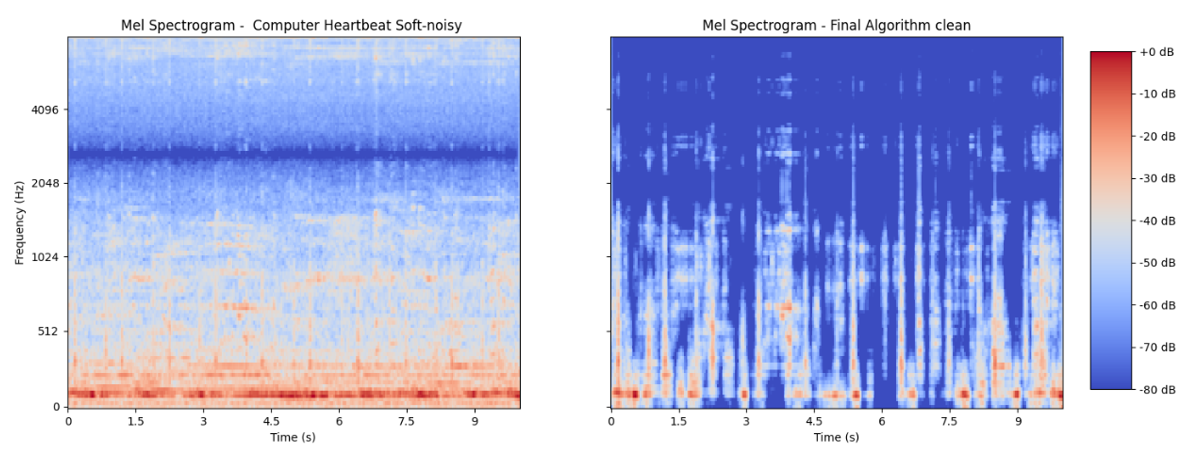 Mel Spectrogram -  Computer Heartbeat Soft-noisy
Frequency (Hz)
4096
2048
1024
512
0
0 1.5 3 4.5 6 7.5 9
Time (s)
Mel Spectrogram - Final Algorithm clean
0 1.5 3 4.5 6 7.5 9
Time (s)
+0 dB
-10 dB
-20 dB
-30 dB
-40 dB
-50 dB
-60 dB
-70 dB
-80 dB